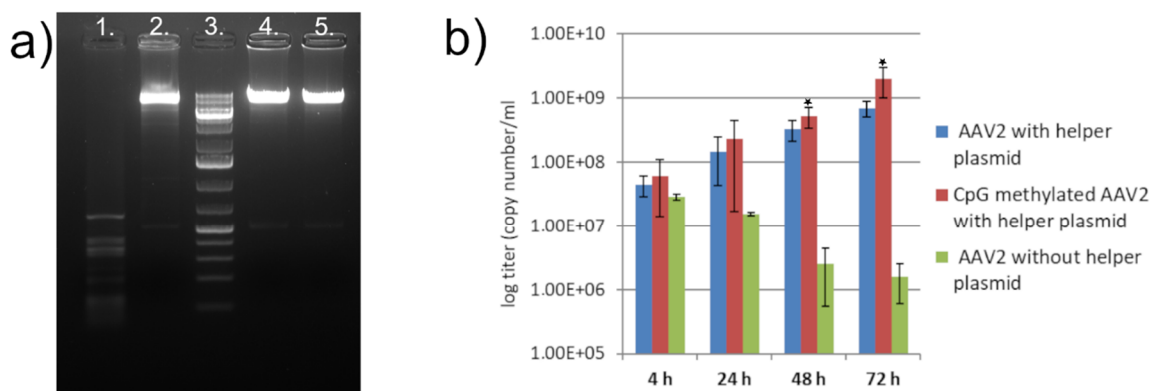 a)
1. 2. 3. 4. 5.
b)
1.00E+10
1.00E+09
1.00E+08
1.00E+07
1.00E+06
1.00E+05
log titer (copy number/ml
4 h 24 h 48 h 72 h
AAV2 with helper
plasmid
CpG methylated AAV2
with helper plasmid
AAV2 without helper
plasmid